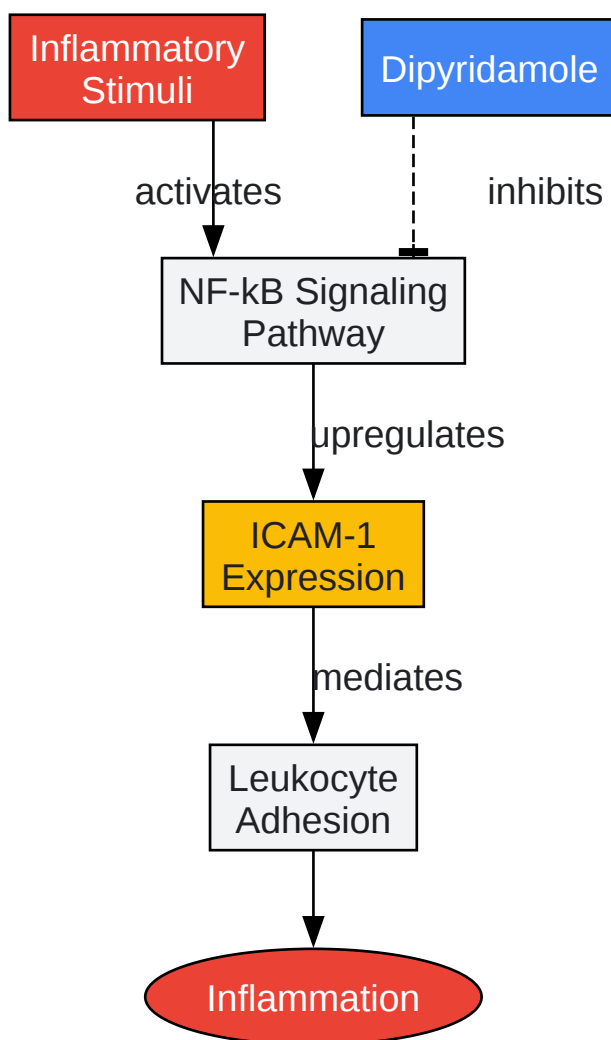 Inflammatory
Stimuli
Dipyridamole
activates
inhibits
NF-kB Signaling
Pathway
upregulates
ICAM-1
Expression
mediates
Leukocyte
Adhesion
Inflammation